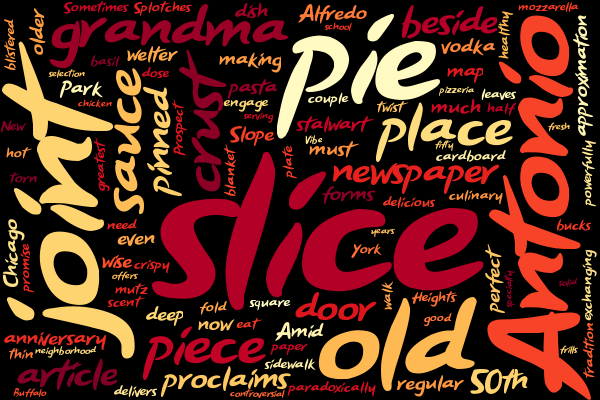 Sometimes
Splotches
dish
Alfredo
school
mozzarella
grandma
beside
healthy
older
blistered
basil
welter
making
pie
vodka
selection
dose
pasta
map
Antonio
approximation
Park
chicken
crust
engage
couple
pizzeria
leaves
sauce
pinned
Prospect
serving
twist
much
half
New
Slope
stalwart
place
fresh
joint
hot
greatest
Vibe
must
fifty
cardboard
torn
blanket
plate
newspaper
powerfully
slice
forms
delicious
culinary
Chicago
promise
need
even
years
bucks
wise
crispy
York
perfect
specially
offers
mutz
scent
walk
solid
exchanging
deep
fold
square
door
Heights
now
eat
Amid
old
good
anniversary
thin
neighborhood
piece
paper
sidewalk
frills
tradition
article
proclaims
paradoxically
regular
50th
Buffalo
delivers
controversial